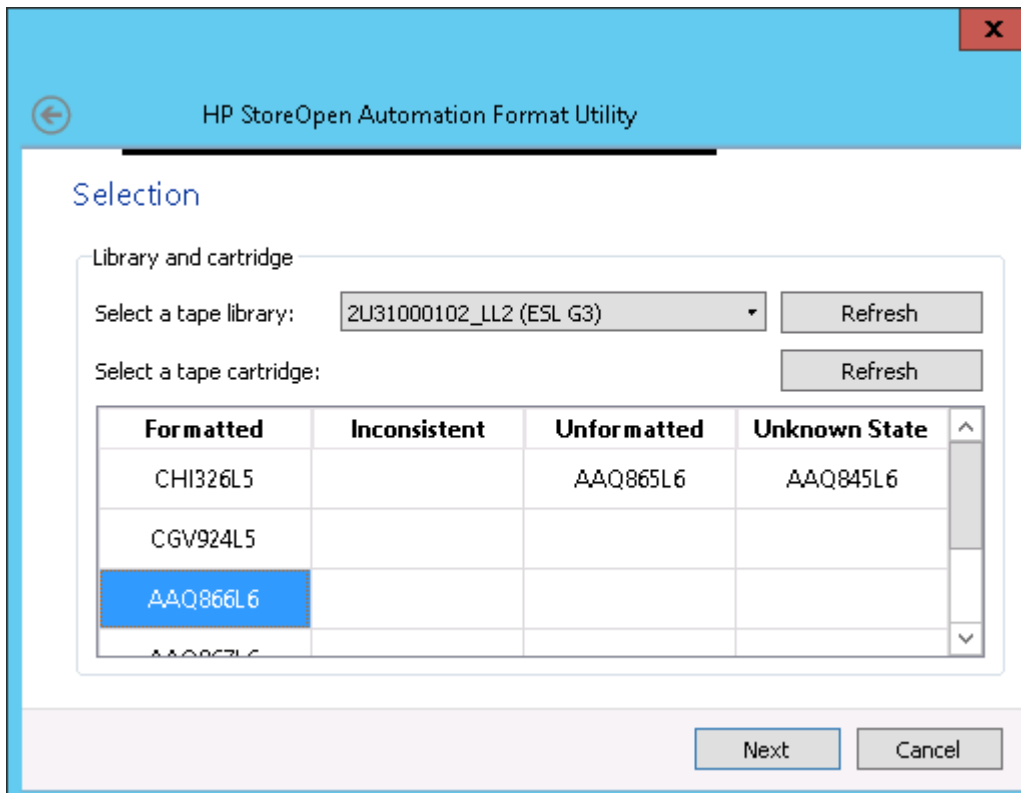 x
HP StoreOpen Automation Format Utility
Selection
Library and cartridge
Select a tape library: 2U31000102_LL2 (ESL G3) Refresh
Select a tape cartridge: Refresh
Formatted Inconsistent Unformatted Unknown State
CHI326L5 AAQ865L6 AAQ845L6
CGV924L5
AAQ866L6
Next Cancel